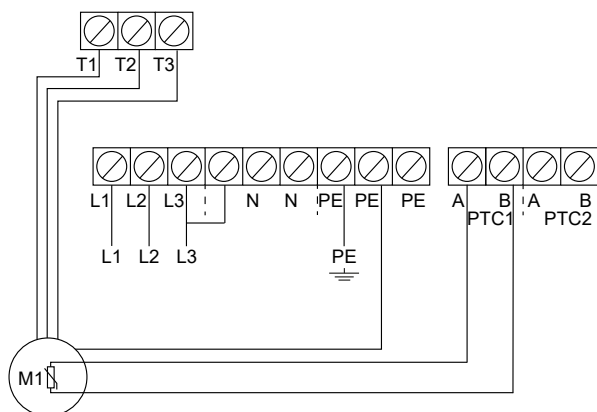 T1 T2 T3
L1 L2 L3 N N PE PE PE A B A B
PTC1 PTC2
L1 L2 L3 PE
M1